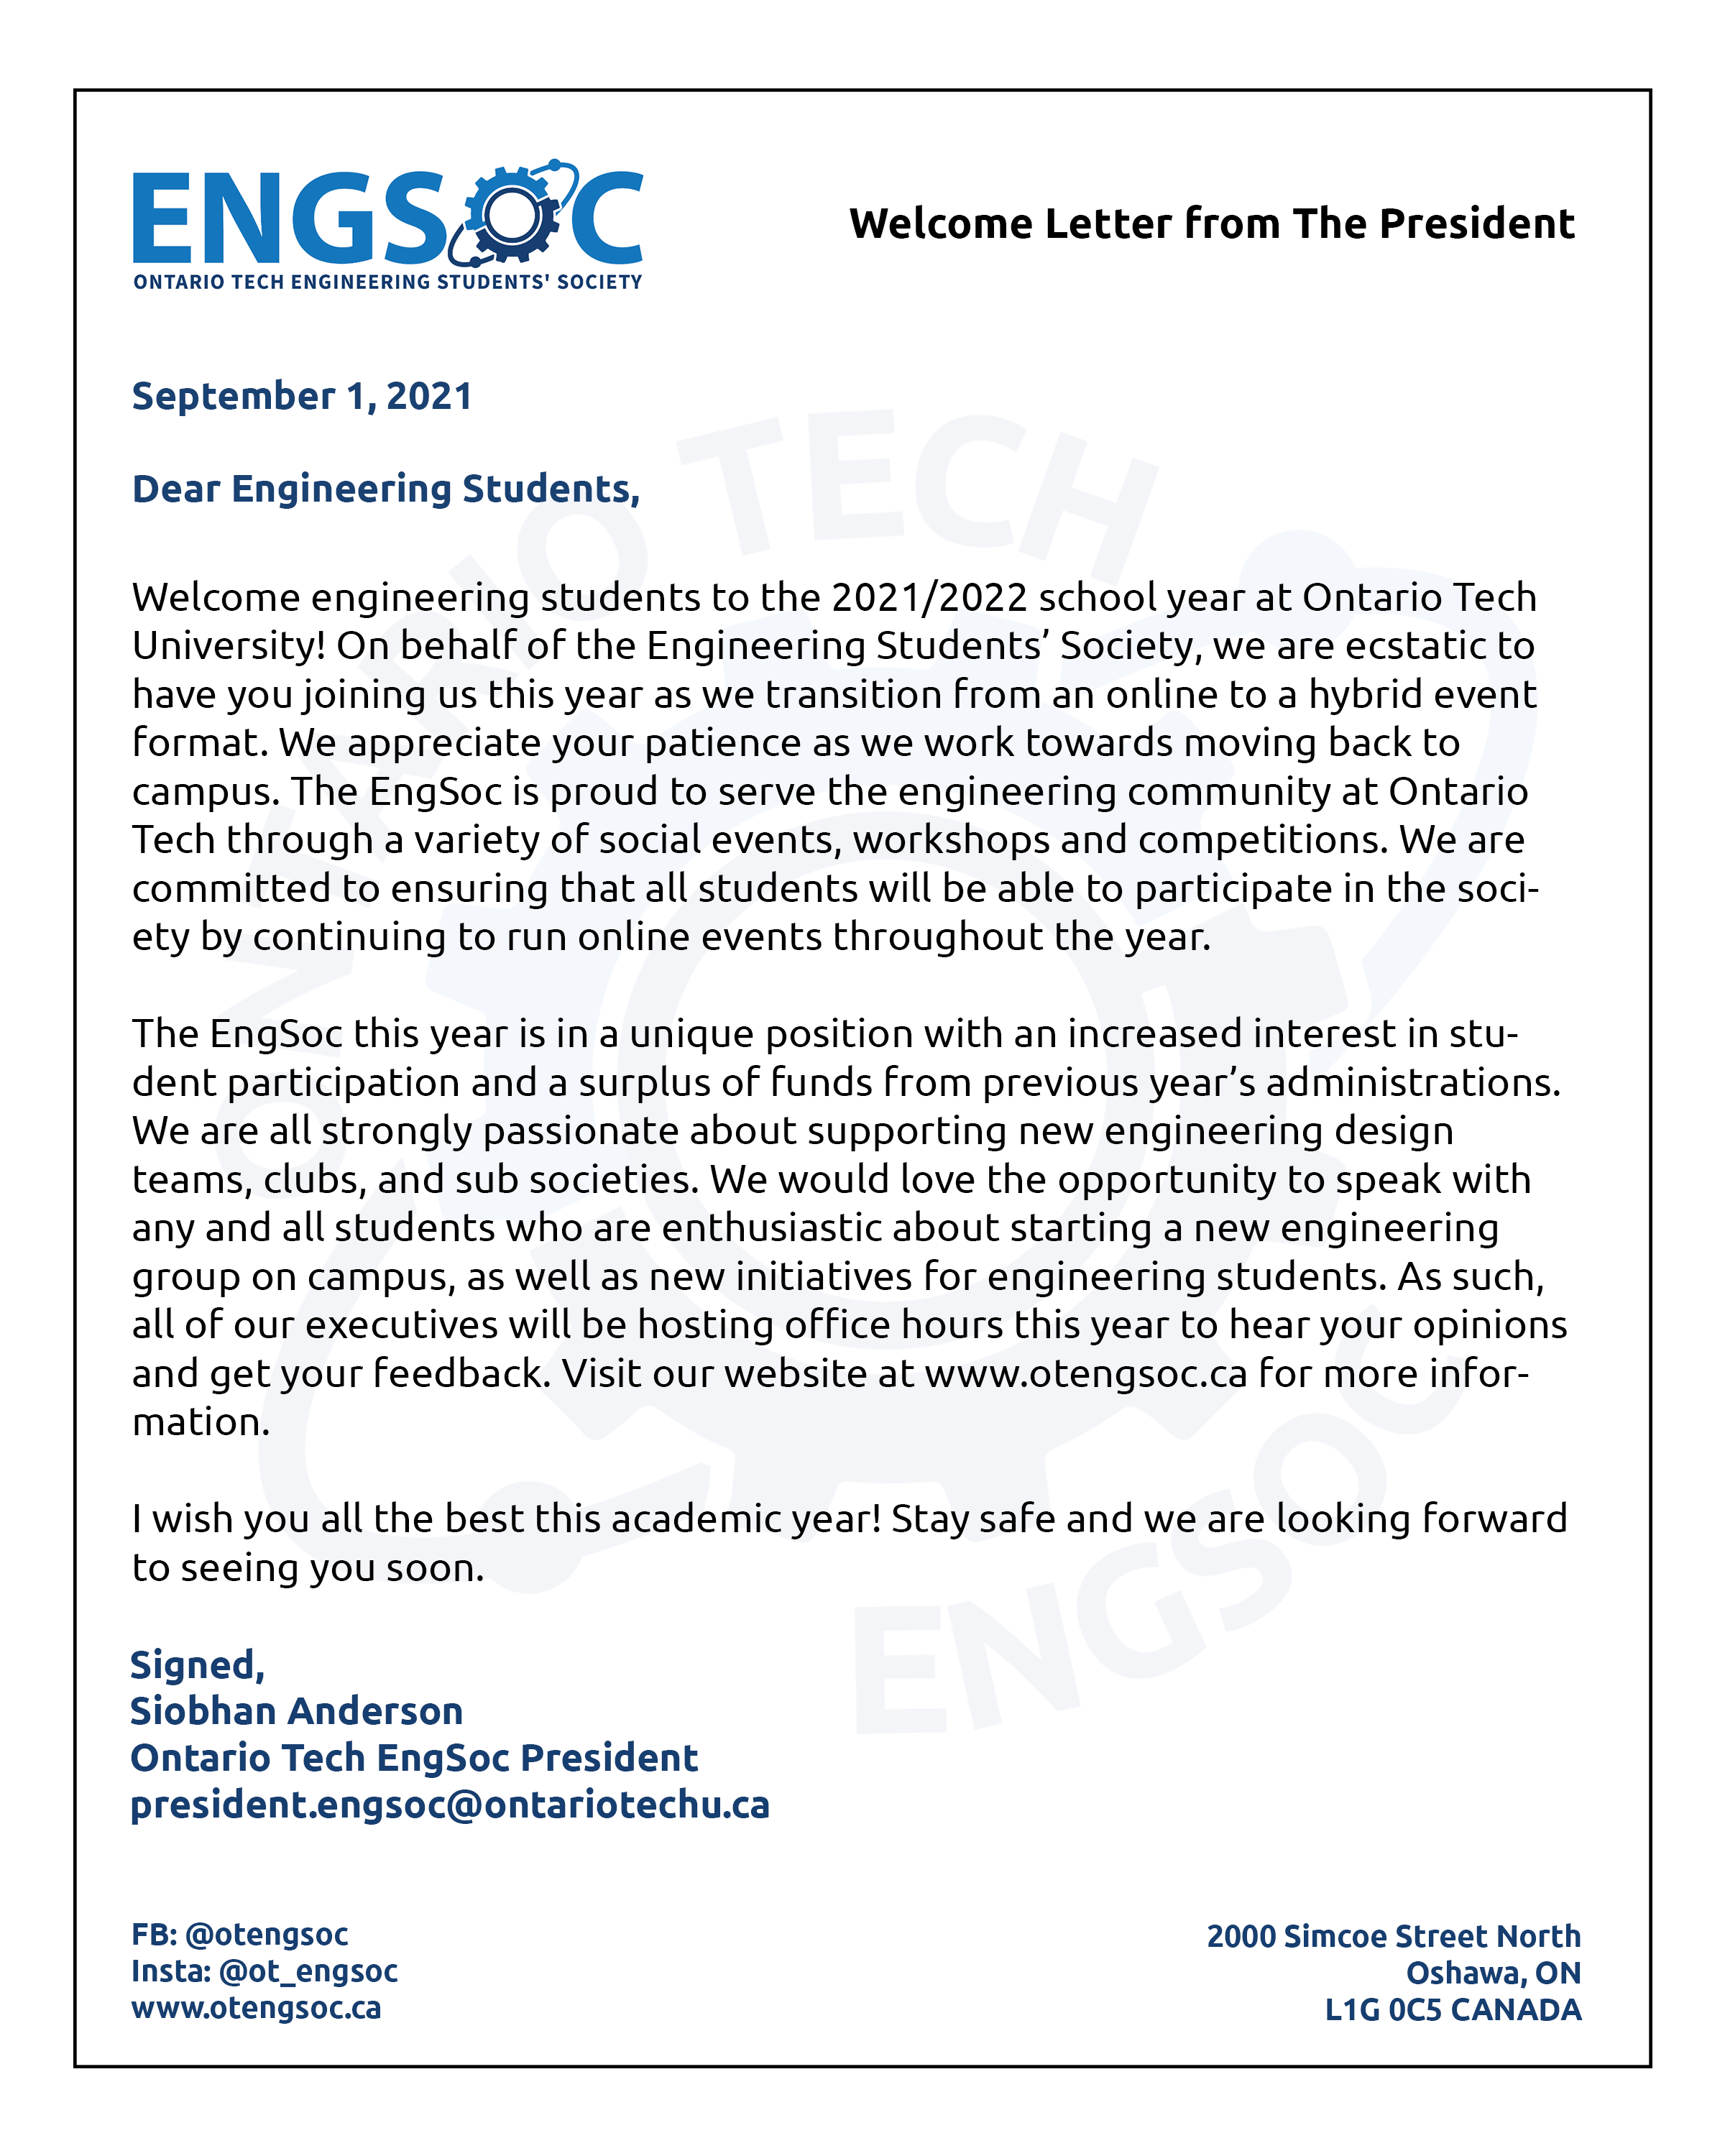 ENGSOC
ONTARIO TECH ENGINEERING STUDENTS' SOCIETY
Welcome Letter from The President
September 1, 2021
Dear Engineering Students,
Welcome engineering students to the 2021/2022 school year at Ontario Tech
University! On behalf of the Engineering Students’ Society, we are ecstatic to
have you joining us this year as we transition from an online to a hybrid event
format. We appreciate your patience as we work towards moving back to
campus. The EngSoc is proud to serve the engineering community at Ontario
Tech through a variety of social events, workshops and competitions. We are
committed to ensuring that all students will be able to participate in the soci-
ety by continuing to run online events throughout the year.
The EngSoc this year is in a unique position with an increased interest in stu-
dent participation and a surplus of funds from previous year’s administrations.
We are all strongly passionate about supporting new engineering design
teams, clubs, and sub societies. We would love the opportunity to speak with
any and all students who are enthusiastic about starting a new engineering
group on campus, as well as new initiatives for engineering students. As such,
all of our executives will be hosting office hours this year to hear your opinions
and get your feedback. Visit our website at www.otengsoc.ca for more infor-
mation.
I wish you all the best this academic year! Stay safe and we are looking forward
to seeing you soon.
Signed,
Siobhan Anderson
Ontario Tech EngSoc President
president.engsoc@ontariotechu.ca
FB: @otengsoc
Insta: @ot_engsoc
www.otengsoc.ca
2000 Simcoe Street North
Oshawa, ON
L1G 0C5 CANADA
ONTARIO TECH
ENGSOC